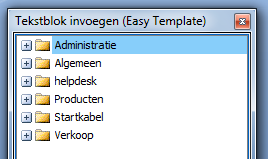 Tekstblok invoegen (Easy Template)
Administratie
Algemeen
helpdesk
Producten
Startkabel
Verkoop